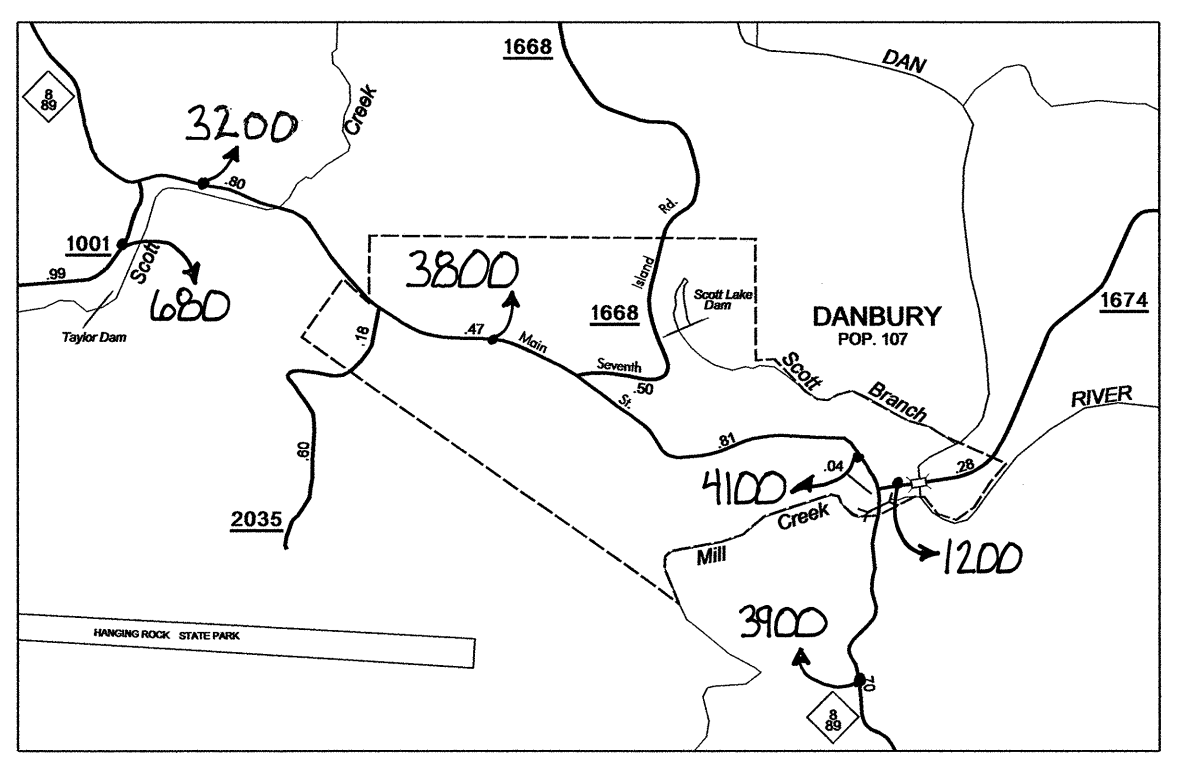 1668
DAN
8
89
3200
Creek
.80
Rd.
1001
.99
Scott
680
Taylor Dam
3800
Island
Scott Lake
Dam
1668
DANBURY
POP. 107
1674
.18
.47
Main
Seventh
.50
St.
Scott
Branch
RIVER
.60
.81
.04
.28
4100
2035
Creek
Mill
1200
HANGING ROCK STATE PARK
3900
.70
8
89